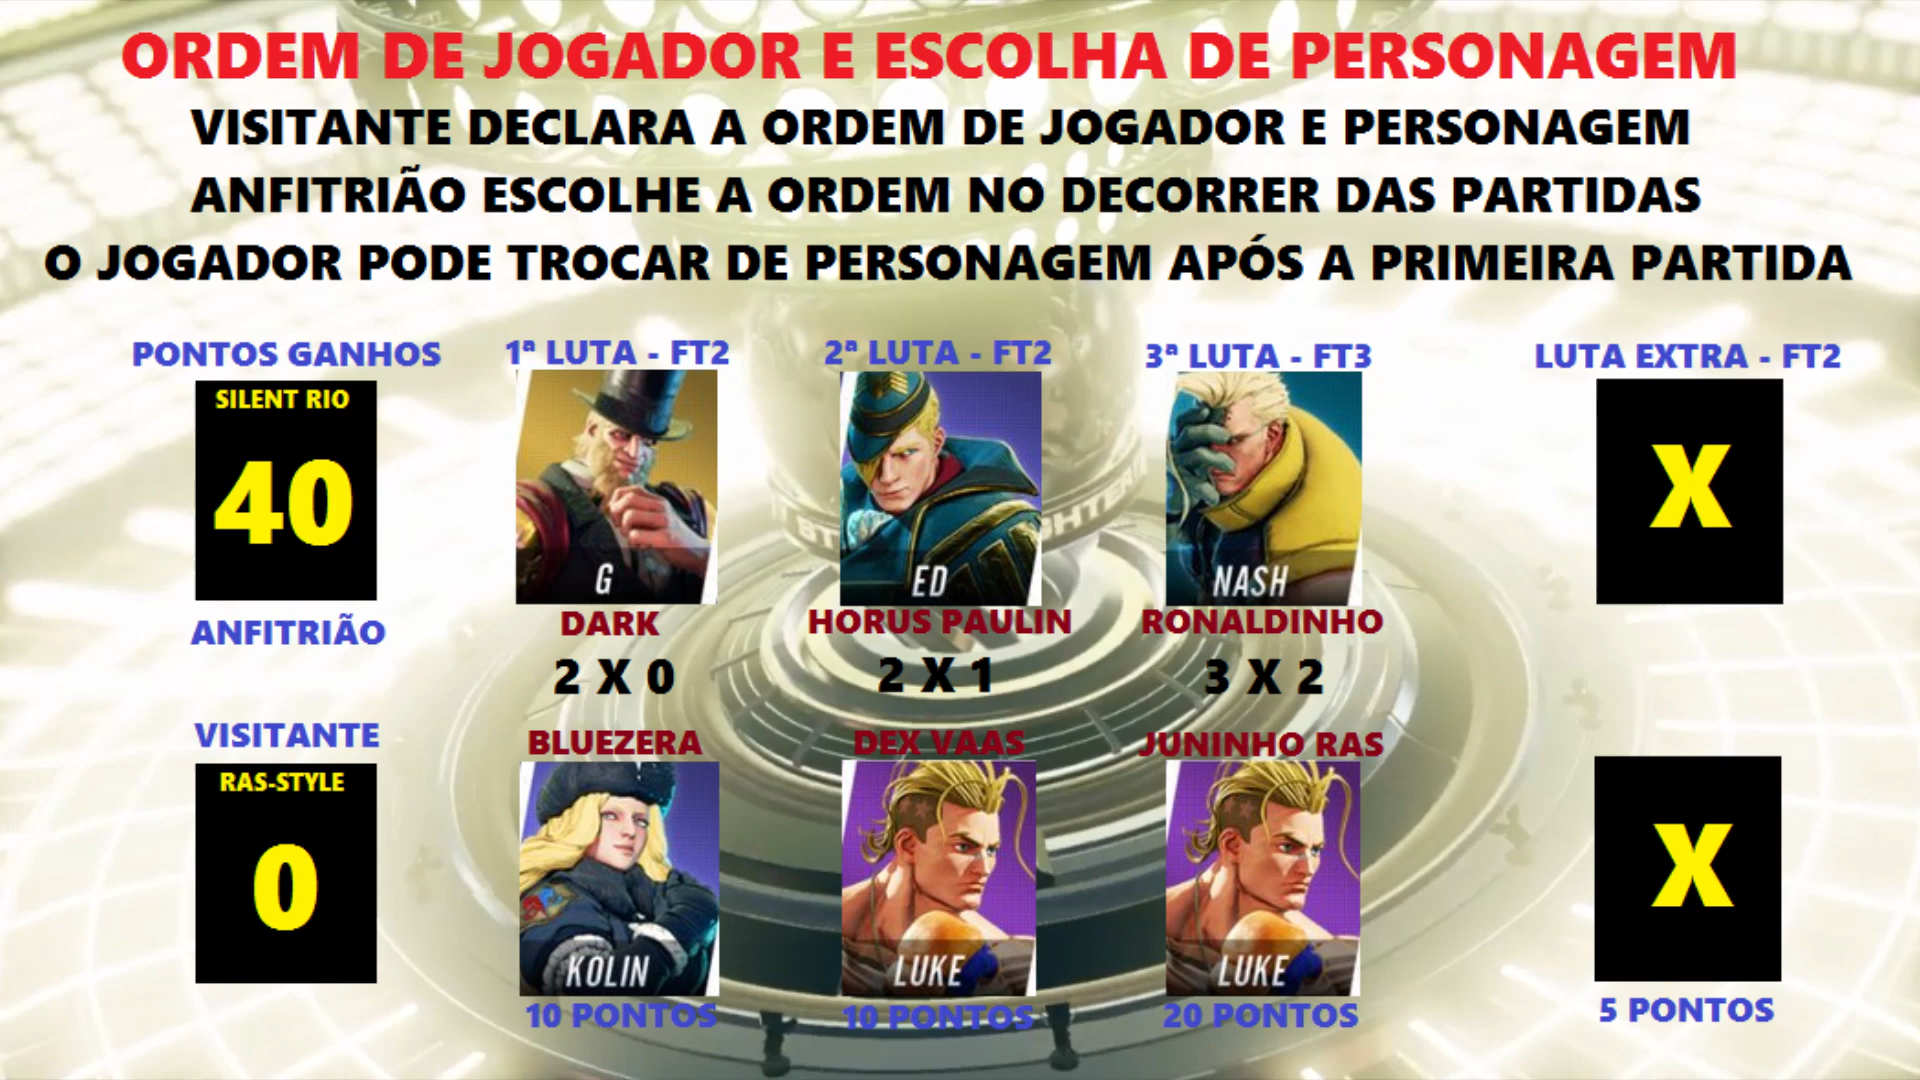 ORDEM DE JOGADOR E ESCOLHA DE PERSONAGEM
VISITANTE DECLARA A ORDEM DE JOGADOR E PERSONAGEM
ANFITRIÃO ESCOLHE A ORDEM NO DECORRER DAS PARTIDAS
O JOGADOR PODE TROCAR DE PERSONAGEM APÓS A PRIMEIRA PARTIDA
PONTOS GANHOS
1ª LUTA - FT2
2ª LUTA - FT2
3ª LUTA - FT3
LUTA EXTRA - FT2
SILENT RIO
40
X
G
ED
NASH
ANFITRIÃO
DARK
HORUS PAULIN
RONALDINHO
2 X 0
2 X 1
3 X 2
VISITANTE
BLUEZERA
DEX VAAS
JUNINHO RAS
RAS-STYLE
0
X
KOLIN
LUKE
LUKE
10 PONTOS
10 PONTOS
20 PONTOS
5 PONTOS